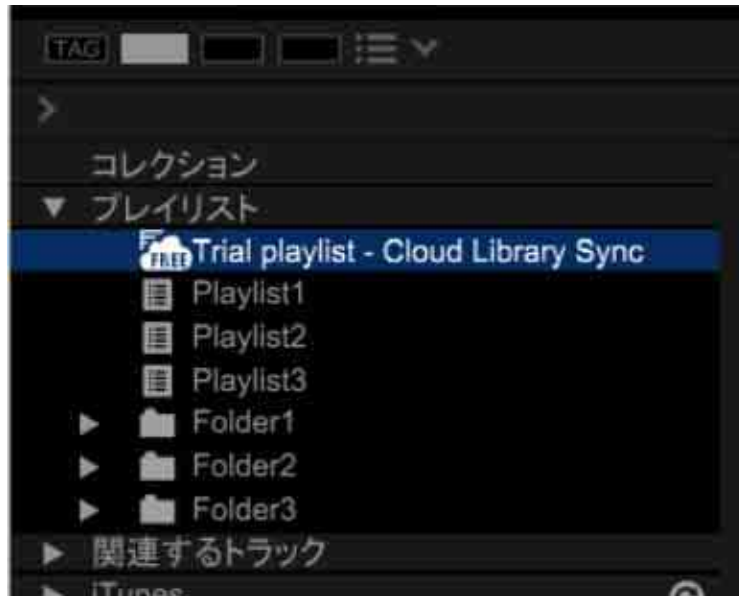 TAG
コレクション
プレイリスト
FREE Trial playlist - Cloud Library Sync
Playlist1
Playlist2
Playlist3
Folder1
Folder2
Folder3
関連するトラック
iTunes